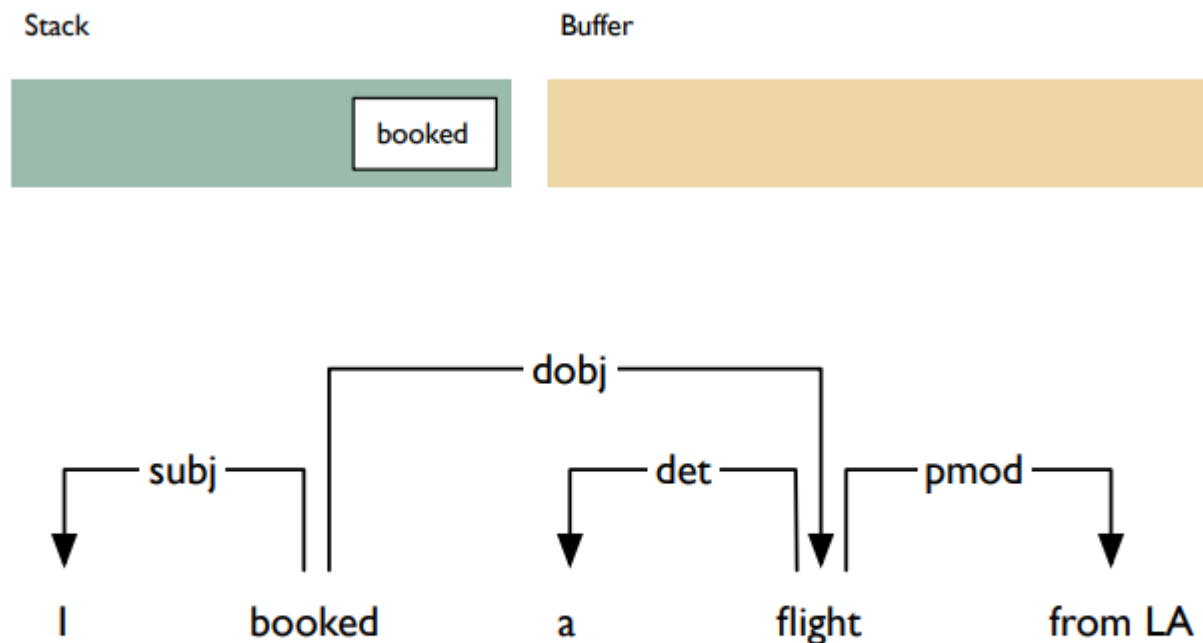 Stack Buffer
booked
dobj
subj det pmod
I booked a flight from LA